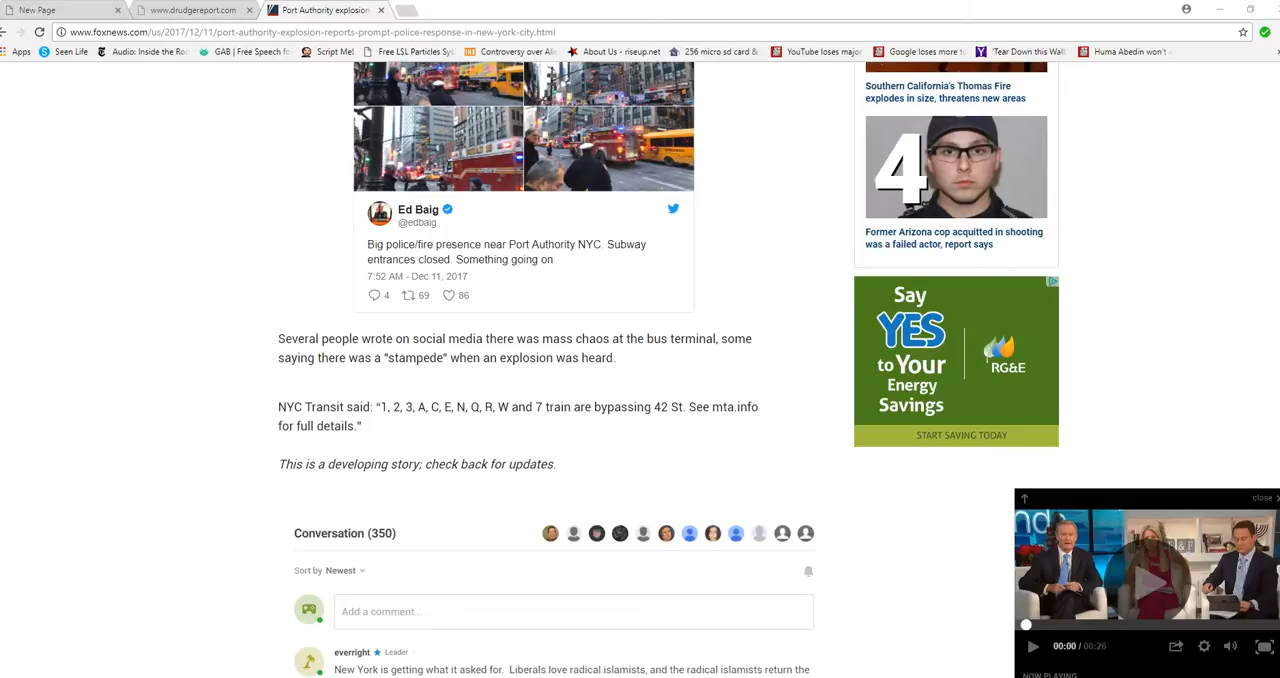 New Page
www.drudgereport.com
Port Authority explosion
www.foxnews.com/us/2017/12/11/port-authority-explosion-reports-prompt-police-response-in-new-york-city.html
Apps
Seen Life
Audio: Inside the Ro
GAB | Free Speech fo
Script Me!
Free LSL Particle Sys
Controversy over Ali
About Us - riseup.net
256 micro sd card &
YouTube loses major
Google loses more t
'Tear Down this Wall
Huma Abedin won't
Ed Baig
@edbaig
Big police/fire presence near Port Authority NYC. Subway
entrances closed. Something going on
7:52 AM - Dec 11, 2017
4 69 86
Several people wrote on social media there was mass chaos at the bus terminal, some
saying there was a "stampede" when an explosion was heard.
NYC Transit said: “1, 2, 3, A, C, E, N, Q, R, W and 7 train are bypassing 42 St. See mta.info
for full details.”
This is a developing story; check back for updates.
Conversation (350)
Sort by Newest
Add a comment...
everright Leader
New York is getting what it asked for. Liberals love radical islamists, and the radical islamists return the
Southern California's Thomas Fire
explodes in size, threatens new areas
4
Former Arizona cop acquitted in shooting
was a failed actor, report says
Say
YES
to Your
Energy
Savings
RG&E
START SAVING TODAY
close
00:00 / 00:26
NOW PLAYING